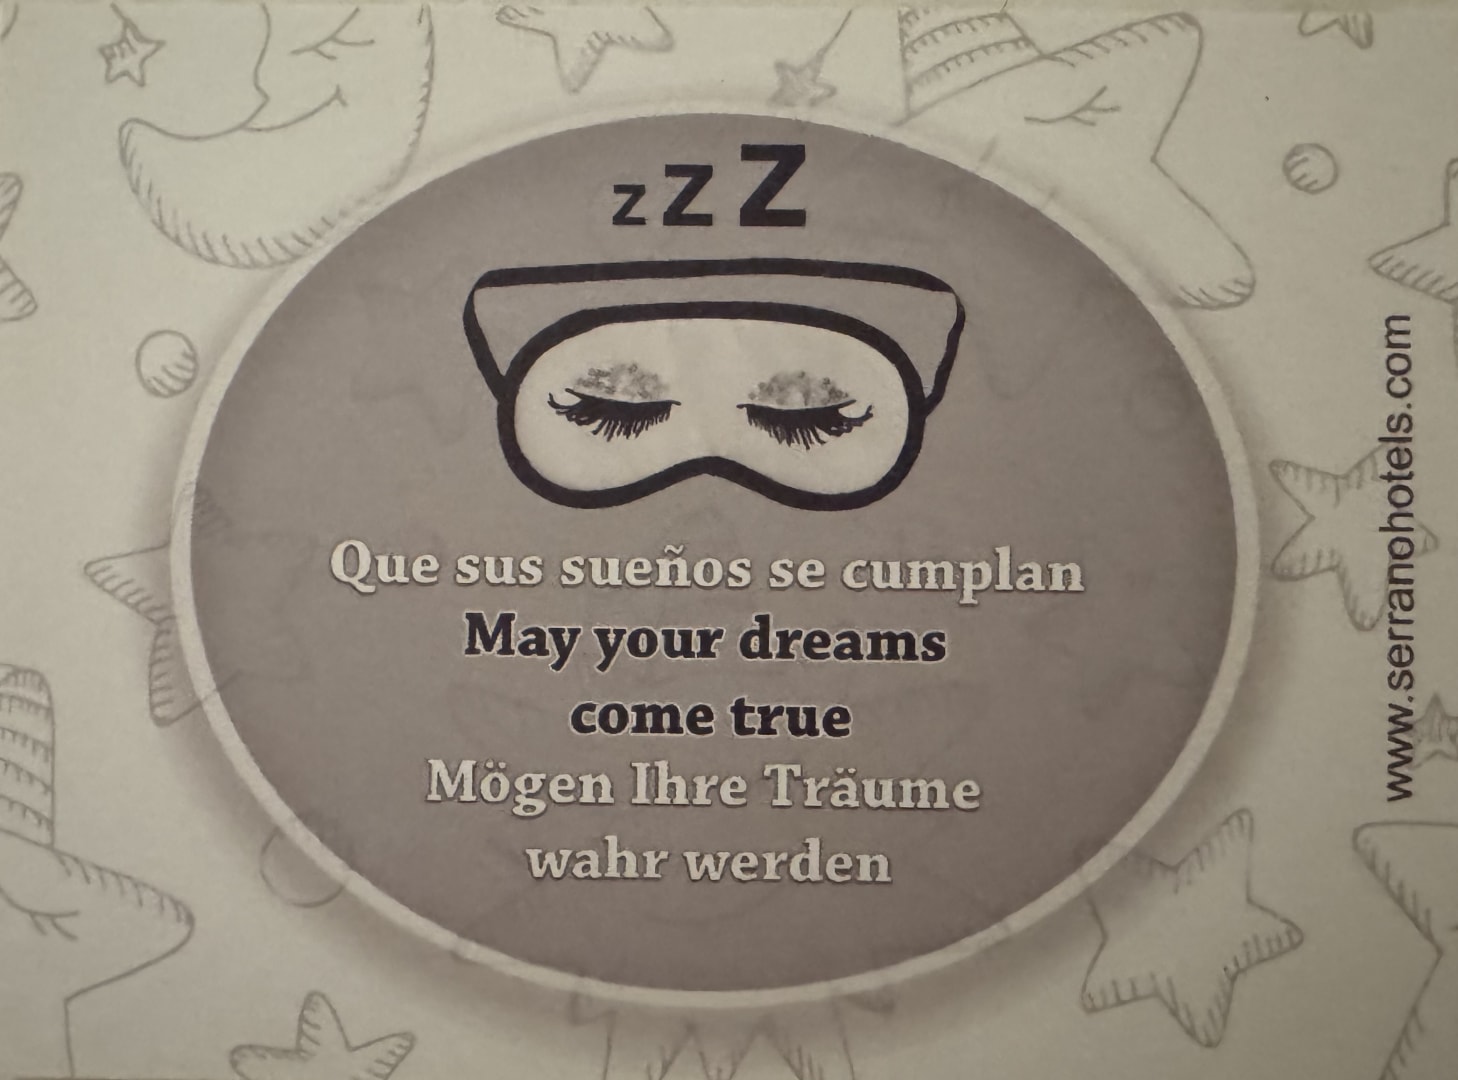 zzZ
Que sus sueños se cumplan
May your dreams
come true
Mögen Ihre Träume
wahr werden
www.serranohotels.com